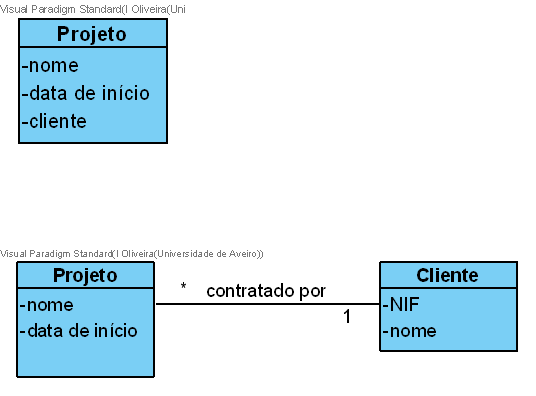 Visual Paradigm Standard(I Oliveira(Uni
Projeto
-nome
-data de início
-cliente
Visual Paradigm Standard(I Oliveira(Universidade de Aveiro))
Projeto
-nome
-data de início
* contratado por
1
Cliente
-NIF
-nome